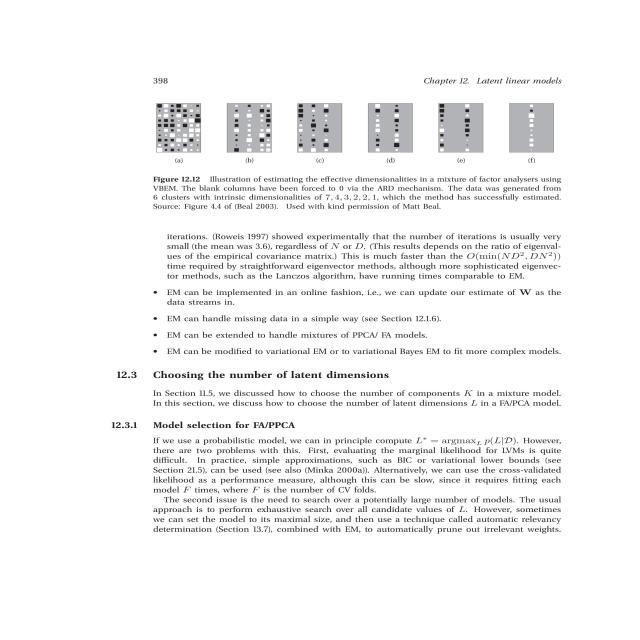 398
Chapter 12. Latent linear models
(a) (b) (c) (d) (e) (f)
Figure 12.12 Illustration of estimating the effective dimensionalities in a mixture of factor analysers using
VBEM. The blank columns have been forced to 0 via the ARD mechanism. The data was generated from
6 clusters with intrinsic dimensionalities of 7, 4, 3, 2, 2, 1, which the method has successfully estimated.
Source: Figure 4.4 of (Beal 2003). Used with kind permission of Matt Beal.
iterations. (Roweis 1997) showed experimentally that the number of iterations is usually very
small (the mean was 3.6), regardless of N or D. (This results depends on the ratio of eigenval-
ues of the empirical covariance matrix.) This is much faster than the O(min(ND², DN²))
time required by straightforward eigenvector methods, although more sophisticated eigenvec-
tor methods, such as the Lanczos algorithm, have running times comparable to EM.
• EM can be implemented in an online fashion, i.e., we can update our estimate of W as the
data streams in.
• EM can handle missing data in a simple way (see Section 12.1.6).
• EM can be extended to handle mixtures of PPCA/ FA models.
• EM can be modified to variational EM or to variational Bayes EM to fit more complex models.
12.3 Choosing the number of latent dimensions
In Section 11.5, we discussed how to choose the number of components K in a mixture model.
In this section, we discuss how to choose the number of latent dimensions L in a FA/PCA model.
12.3.1 Model selection for FA/PPCA
If we use a probabilistic model, we can in principle compute L* = argmax_L p(L|D). However,
there are two problems with this. First, evaluating the marginal likelihood for LVMs is quite
difficult. In practice, simple approximations, such as BIC or variational lower bounds (see
Section 21.5), can be used (see also (Minka 2000a)). Alternatively, we can use the cross-validated
likelihood as a performance measure, although this can be slow, since it requires fitting each
model F times, where F is the number of CV folds.
The second issue is the need to search over a potentially large number of models. The usual
approach is to perform exhaustive search over all candidate values of L. However, sometimes
we can set the model to its maximal size, and then use a technique called automatic relevancy
determination (Section 13.7), combined with EM, to automatically prune out irrelevant weights.